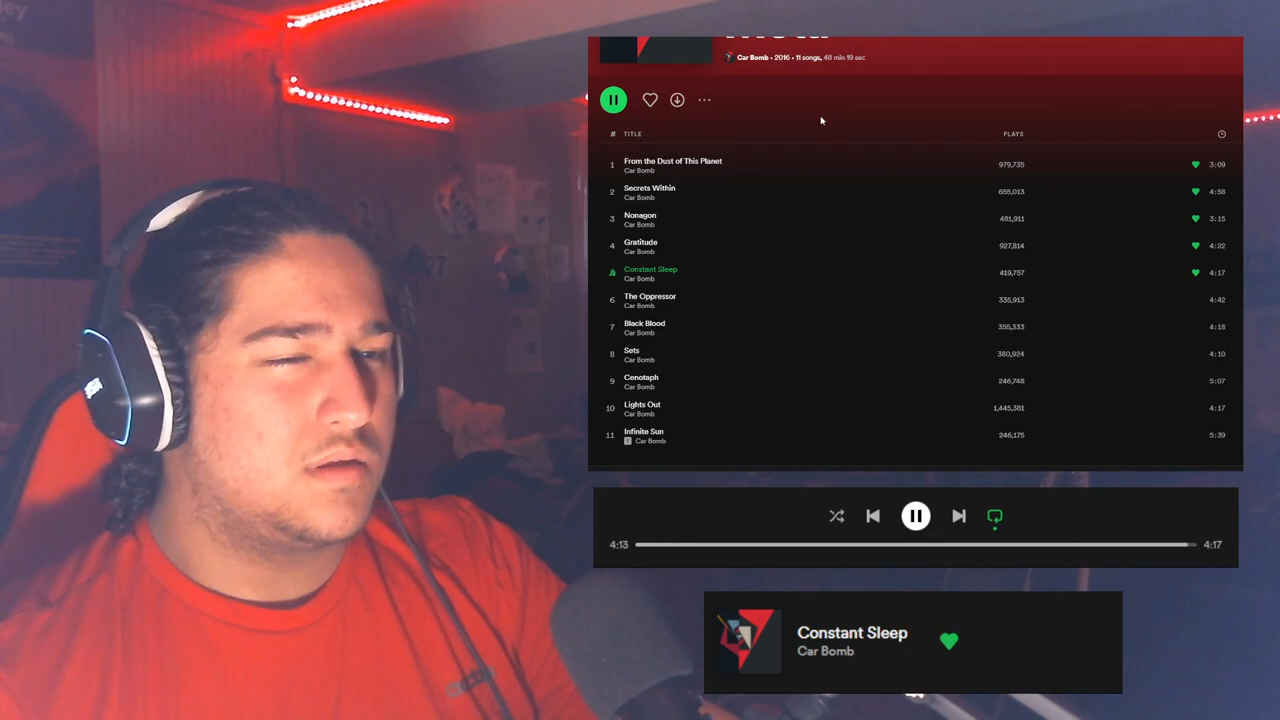 Car Bomb • 2016 • 11 songs, 48 min 19 sec
# TITLE PLAYS
1 From the Dust of This Planet 979,735 3:09
Car Bomb
2 Secrets Within 655,013 4:58
Car Bomb
3 Nonagon 481,911 3:15
Car Bomb
4 Gratitude 927,814 4:22
Car Bomb
Constant Sleep 419,757 4:17
Car Bomb
6 The Oppressor 335,913 4:42
Car Bomb
7 Black Blood 355,333 4:18
Car Bomb
8 Sets 380,924 4:10
Car Bomb
9 Cenotaph 246,748 5:07
Car Bomb
10 Lights Out 1,445,381 4:17
Car Bomb
11 Infinite Sun 246,175 5:39
E Car Bomb
4:13 4:17
Constant Sleep
Car Bomb
27